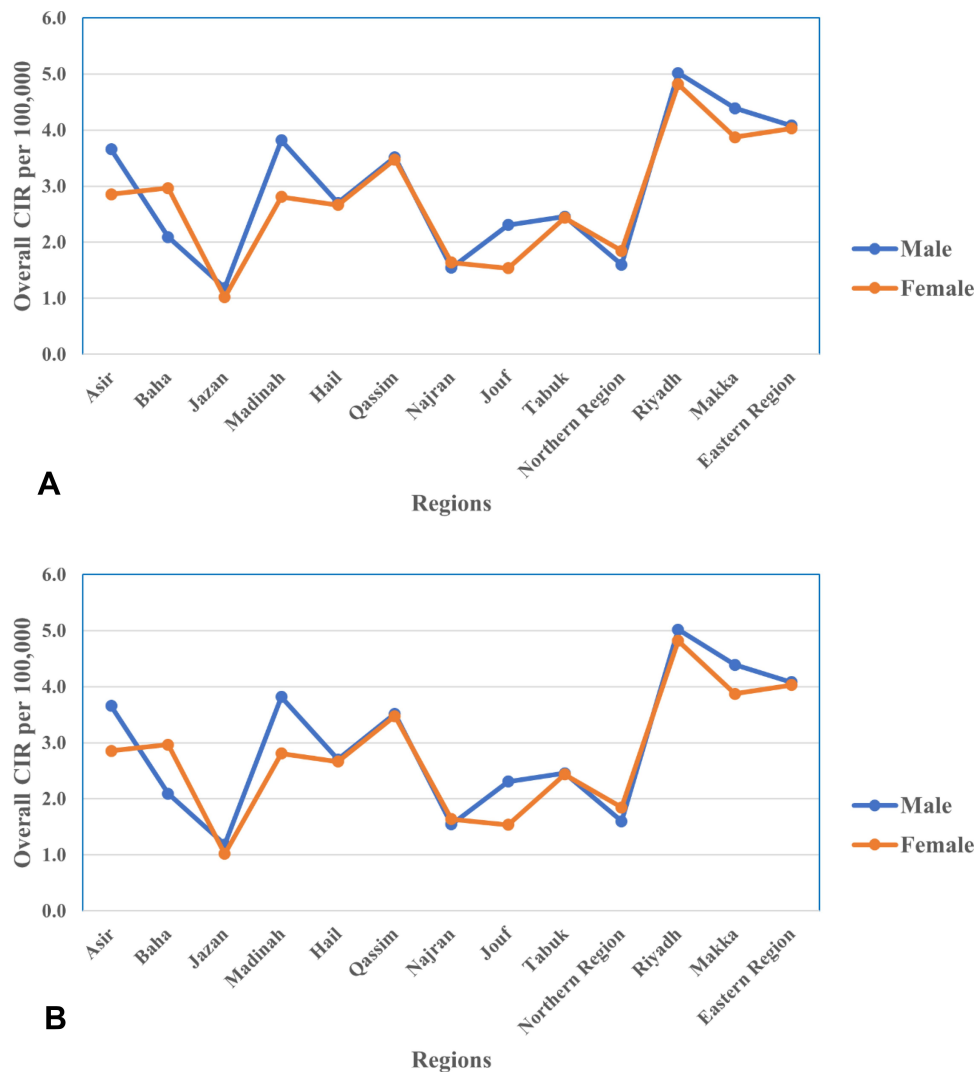 6.0
5.0
4.0
3.0
2.0
1.0
0.0
Overall CIR per 100,000
Asir
Baha
Jazan
Madinah
Hail
Qassim
Najran
Jouf
Tabuk
Northern Region
Riyadh
Makka
Eastern Region
Regions
Male
Female
A
6.0
5.0
4.0
3.0
2.0
1.0
0.0
Overall CIR per 100,000
Asir
Baha
Jazan
Madinah
Hail
Qassim
Najran
Jouf
Tabuk
Northern Region
Riyadh
Makka
Eastern Region
Regions
Male
Female
B